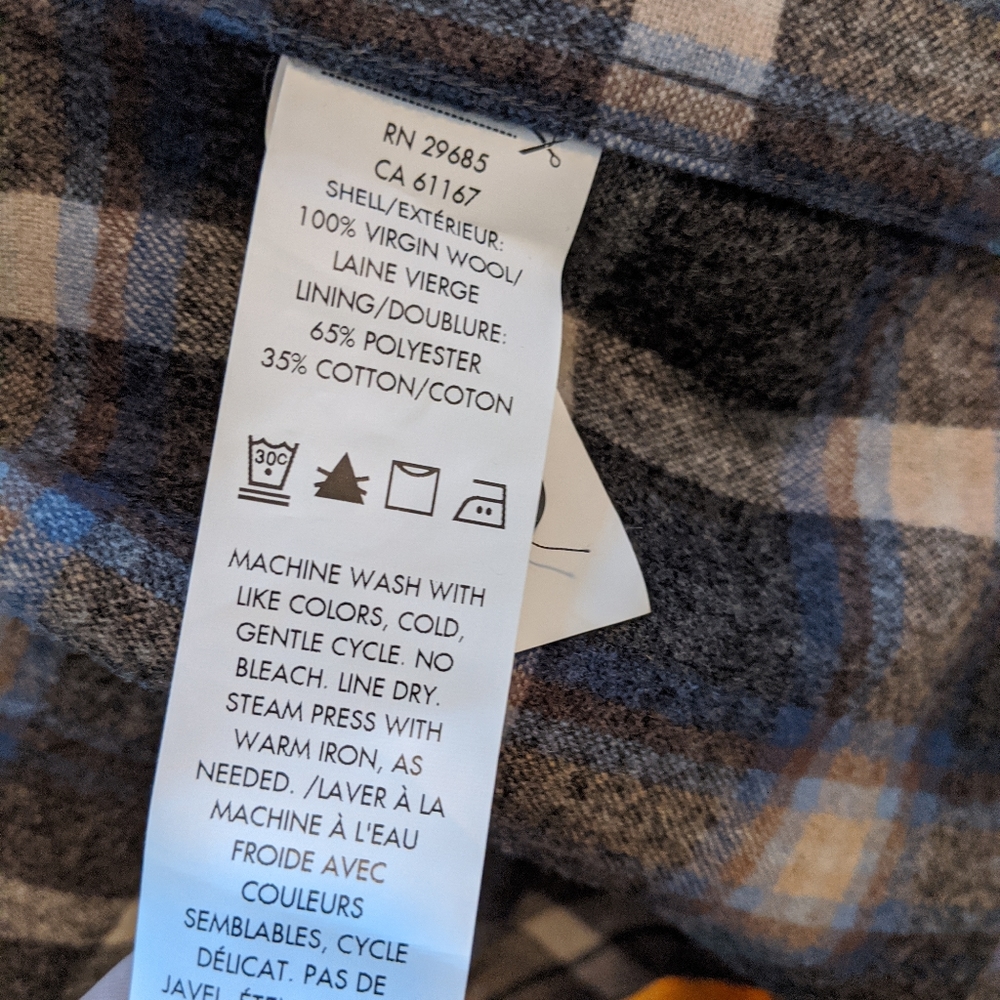 RN 29685
CA 61167
SHELL/EXTÉRIEUR:
100% VIRGIN WOOL/
LAINE VIERGE
LINING/DOUBLURE:
65% POLYESTER
35% COTTON/COTON
30C
MACHINE WASH WITH
LIKE COLORS, COLD,
GENTLE CYCLE. NO
BLEACH. LINE DRY.
STEAM PRESS WITH
WARM IRON, AS
NEEDED. /LAVER À LA
MACHINE À L'EAU
FROIDE AVEC
COULEURS
SEMBLABLES, CYCLE
DÉLICAT. PAS DE
JAVEL.